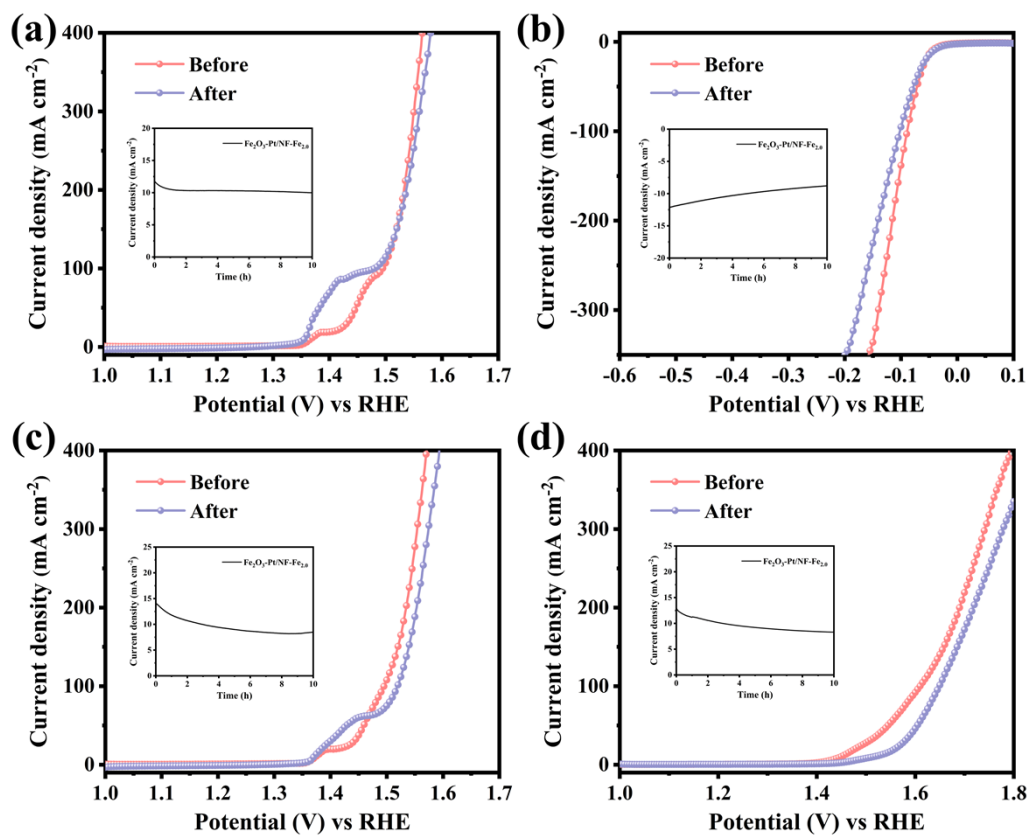 (a)
400
300
200
100
0
Current density (mA cm⁻²)
Before
After
20
15
10
5
0
Current density (mA cm⁻²)
Fe₂O₃-Pt/NF-Fe₂.₀
0 2 4 6 8 10
Time (h)
1.0 1.1 1.2 1.3 1.4 1.5 1.6 1.7
Potential (V) vs RHE
(b)
0
-100
-200
-300
Current density (mA cm⁻²)
Before
After
0
-5
-10
-15
-20
Current density (mA cm⁻²)
Fe₂O₃-Pt/NF-Fe₂.₀
0 2 4 6 8 10
Time (h)
-0.6 -0.5 -0.4 -0.3 -0.2 -0.1 0.0 0.1
Potential (V) vs RHE
(c)
400
300
200
100
0
Current density (mA cm⁻²)
Before
After
25
20
15
10
5
0
Current density (mA cm⁻²)
Fe₂O₃-Pt/NF-Fe₂.₀
0 2 4 6 8 10
Time (h)
1.0 1.1 1.2 1.3 1.4 1.5 1.6 1.7
Potential (V) vs RHE
(d)
400
300
200
100
0
Current density (mA cm⁻²)
Before
After
25
20
15
10
5
0
Current density (mA cm⁻²)
Fe₂O₃-Pt/NF-Fe₂.₀
0 2 4 6 8 10
Time (h)
1.0 1.2 1.4 1.6 1.8
Potential (V) vs RHE